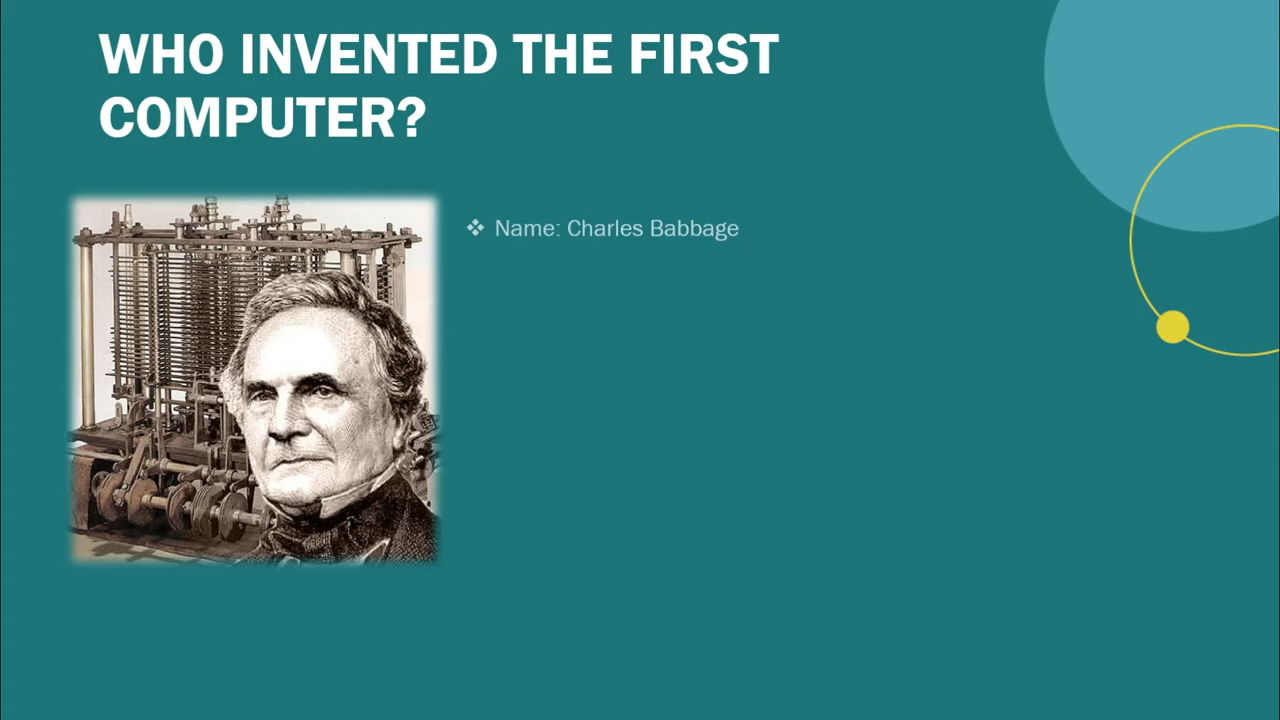 WHO INVENTED THE FIRST
COMPUTER?
❖ Name: Charles Babbage